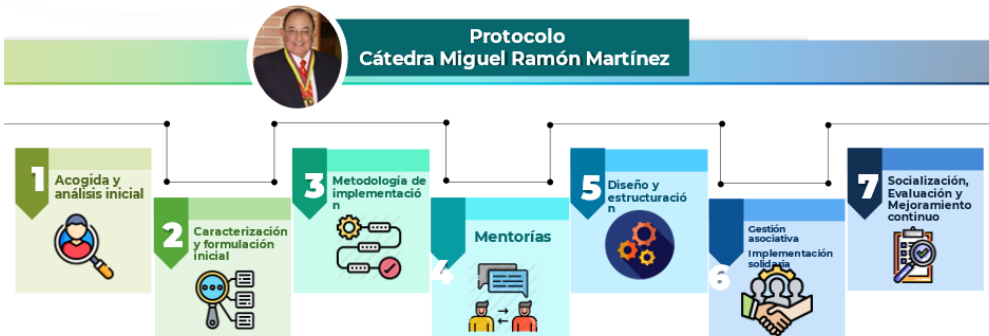 Protocolo
Cátedra Miguel Ramón Martínez
1
Acogida y
análisis inicial
2
Caracterización
y formulación
inicial
3
Metodología de
implementació
n
4
Mentorías
5
Diseño y
estructuració
n
6
Gestión
asociativa
Implementación
solidaria
7
Socialización,
Evaluación y
Mejoramiento
continuo